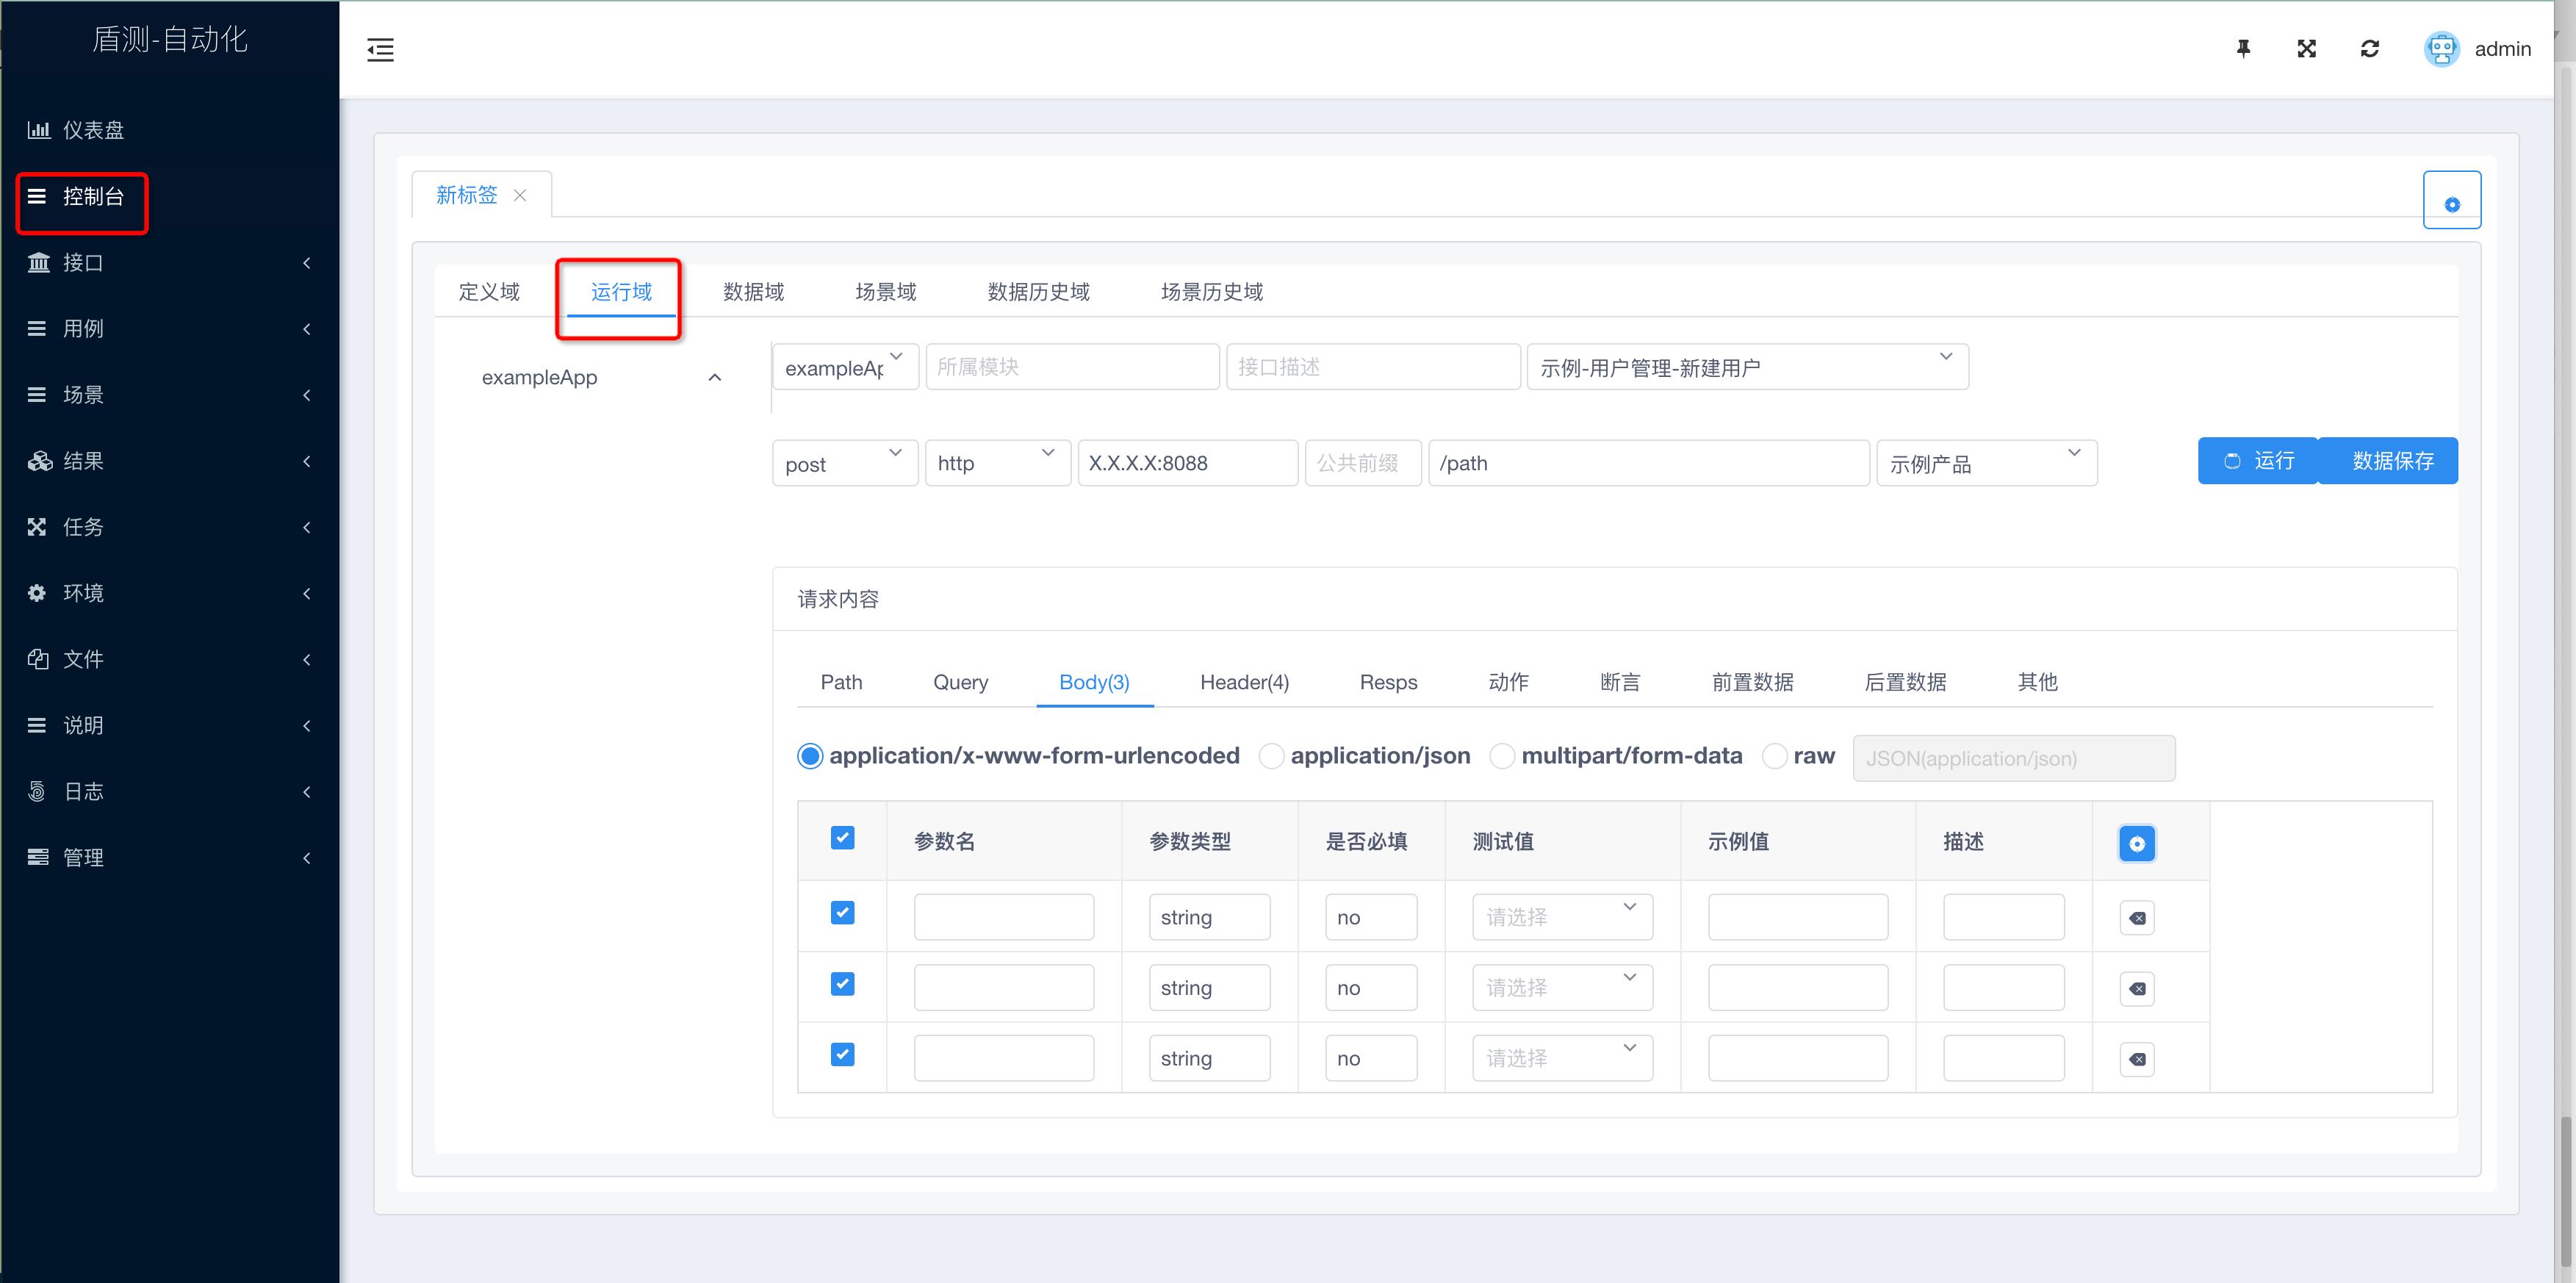 盾测-自动化
admin
仪表盘
控制台
接口
用例
场景
结果
任务
环境
文件
说明
日志
管理
新标签
定义域 运行域 数据域 场景域 数据历史域 场景历史域
exampleApp
exampleAp 所属模块 接口描述 示例-用户管理-新建用户
post http X.X.X.X:8088 公共前缀 /path 示例产品 运行 数据保存
请求内容
Path Query Body(3) Header(4) Resps 动作 断言 前置数据 后置数据 其他
application/x-www-form-urlencoded application/json multipart/form-data raw JSON(application/json)
参数名 参数类型 是否必填 测试值 示例值 描述
string no 请选择
string no 请选择
string no 请选择